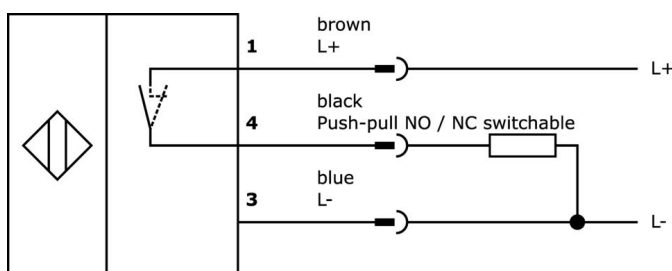 brown
1 L+
L+
black
4 Push-pull NO / NC switchable
blue
3 L-
L-